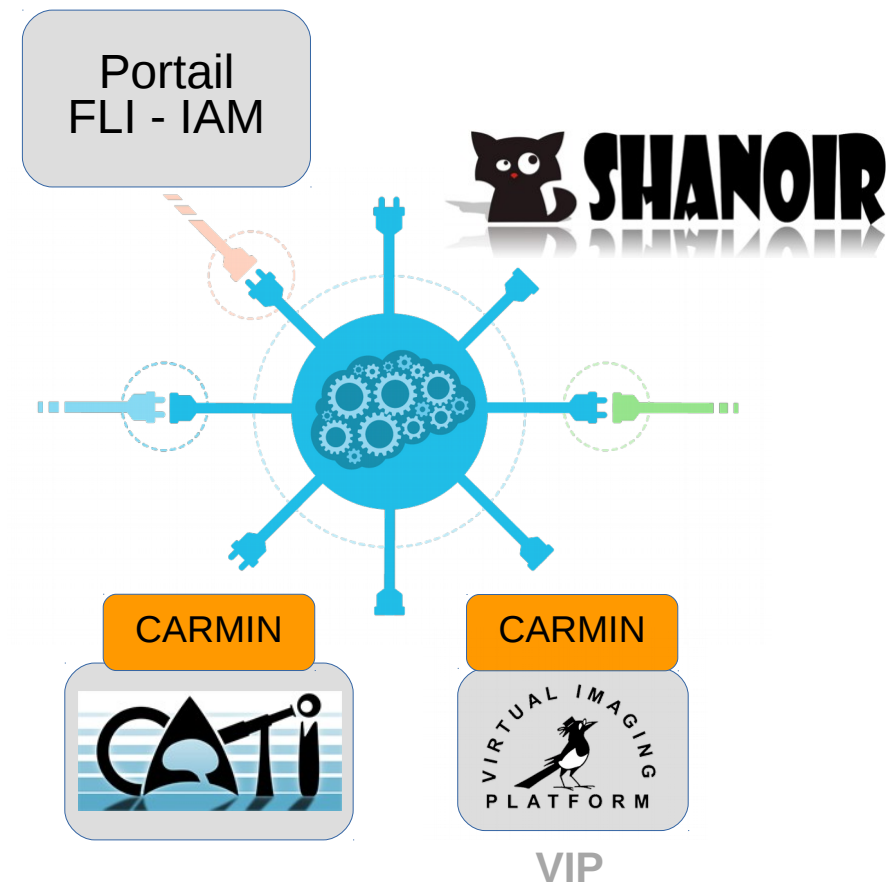 Portail
FLI - IAM
SHANOIR
CARMIN
CARMIN
CATI
VIRTUAL IMAGING
PLATFORM
VIP